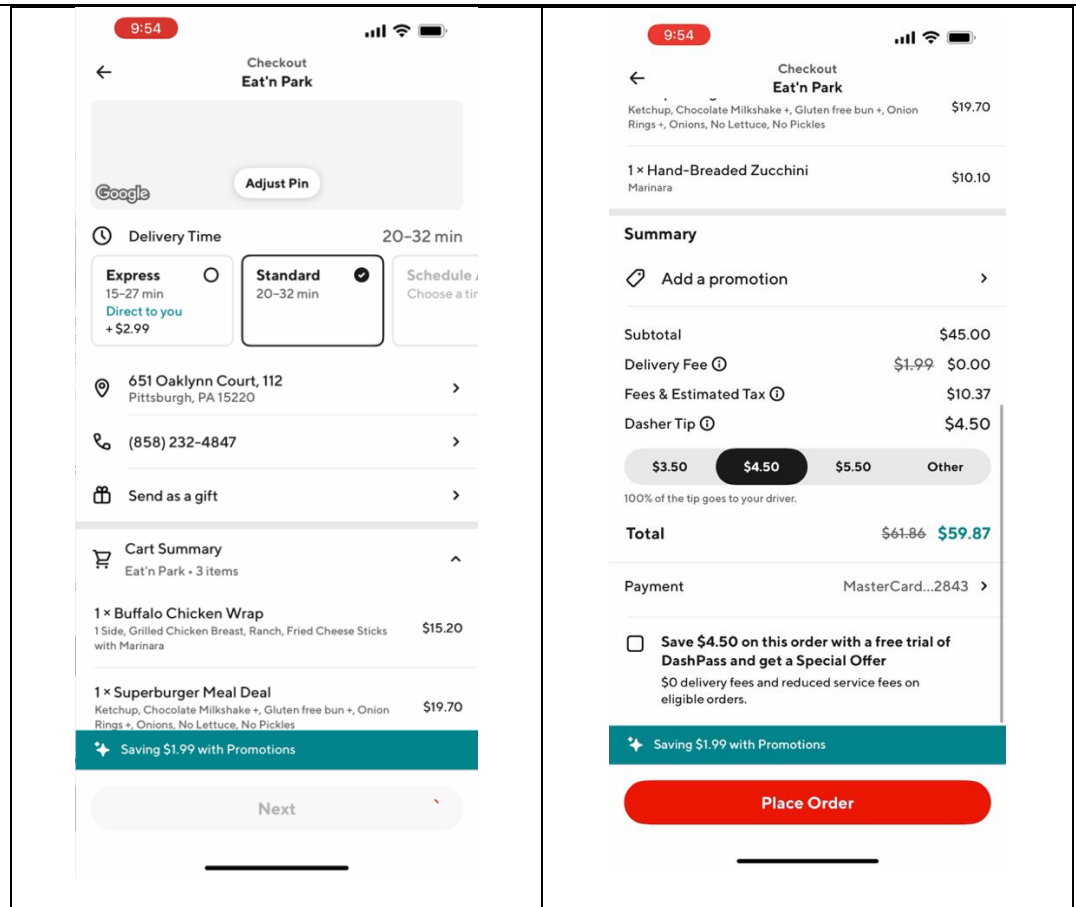 9:54
Checkout
Eat'n Park
Google
Adjust Pin
Delivery Time 20–32 min
Express
15–27 min
Direct to you
+ $2.99
Standard
20–32 min
Schedule
Choose a
651 Oaklynn Court, 112
Pittsburgh, PA 15220
(858) 232-4847
Send as a gift
Cart Summary
Eat'n Park • 3 items
1 × Buffalo Chicken Wrap
1 Side, Grilled Chicken Breast, Ranch, Fried Cheese Sticks $15.20
with Marinara
1 × Superburger Meal Deal
Ketchup, Chocolate Milkshake +, Gluten free bun +, Onion $19.70
Rings +, Onions, No Lettuce, No Pickles
Saving $1.99 with Promotions
Next
9:54
Checkout
Eat'n Park
Ketchup, Chocolate Milkshake +, Gluten free bun +, Onion $19.70
Rings +, Onions, No Lettuce, No Pickles
1 × Hand-Breaded Zucchini $10.10
Marinara
Summary
Add a promotion
Subtotal $45.00
Delivery Fee $1.99 $0.00
Fees & Estimated Tax $10.37
Dasher Tip $4.50
$3.50 $4.50 $5.50 Other
100% of the tip goes to your driver.
Total $61.86 $59.87
Payment MasterCard...2843
Save $4.50 on this order with a free trial of
DashPass and get a Special Offer
$0 delivery fees and reduced service fees on
eligible orders.
Saving $1.99 with Promotions
Place Order